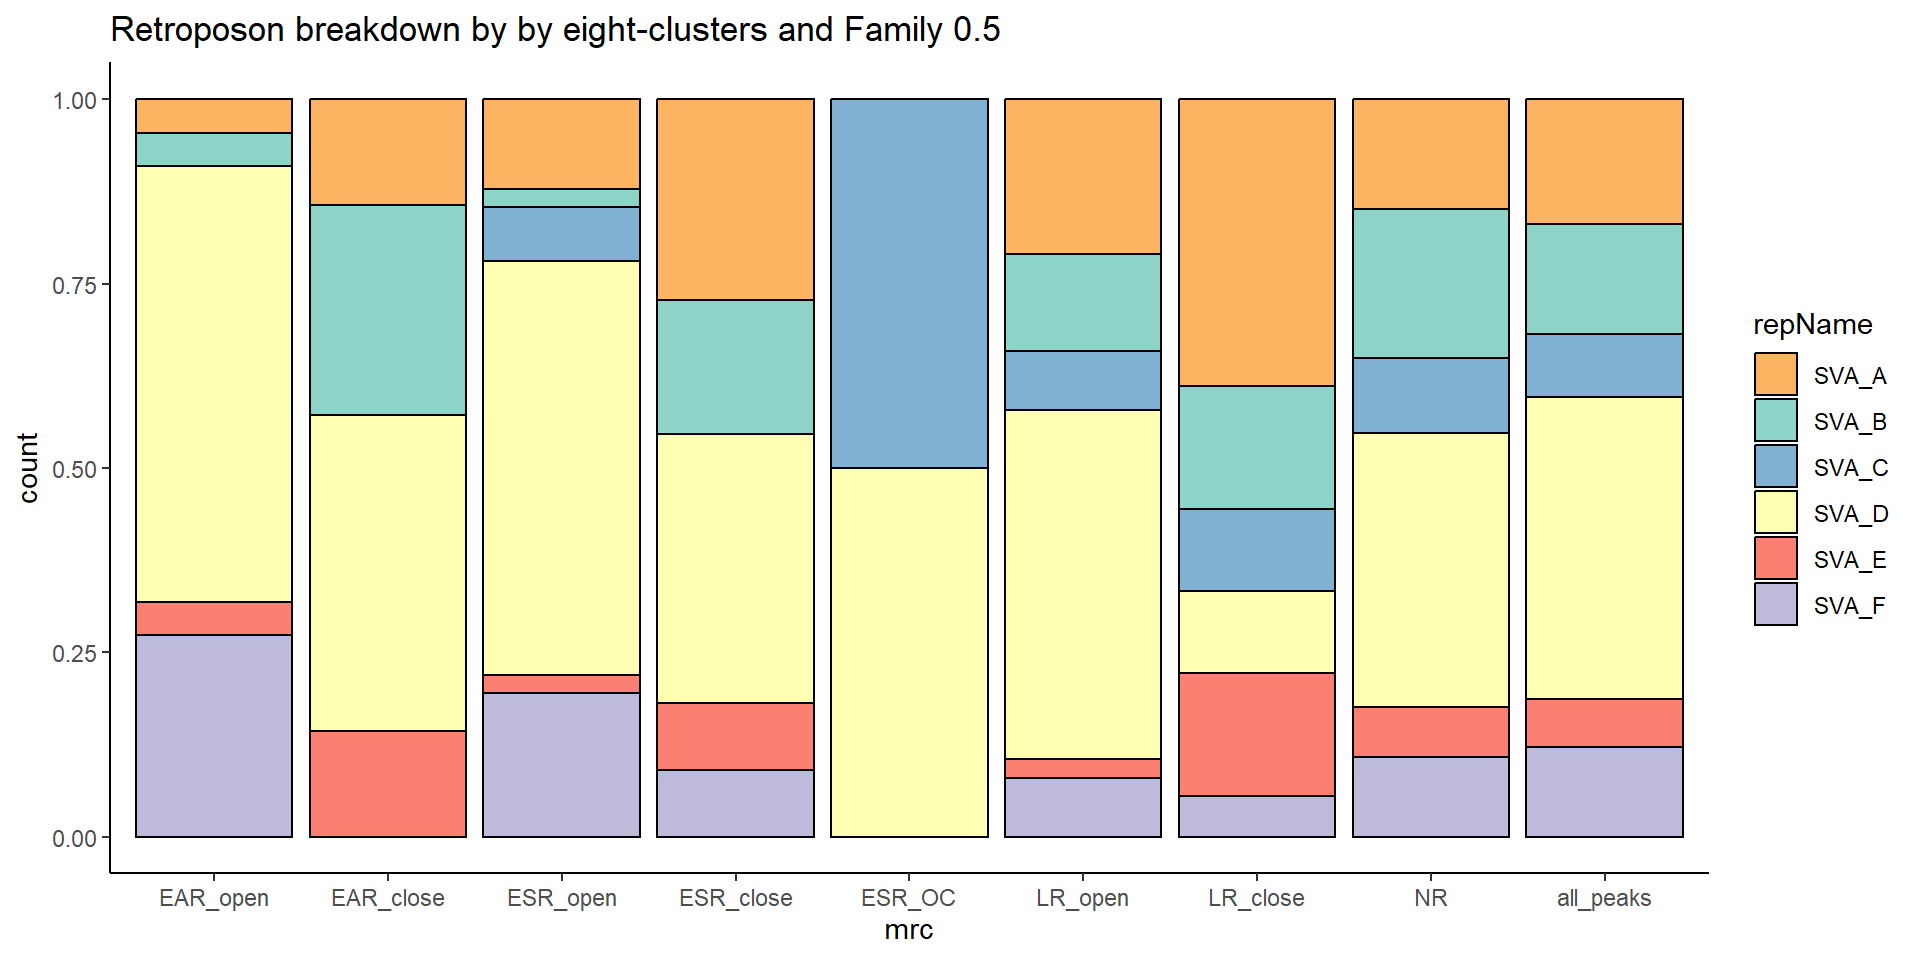 Retroposon breakdown by by eight-clusters and Family 0.5
count
1.00
0.75
0.50
0.25
0.00
EAR_open EAR_close ESR_open ESR_close ESR_OC LR_open LR_close NR all_peaks
mrc
repName
SVA_A
SVA_B
SVA_C
SVA_D
SVA_E
SVA_F